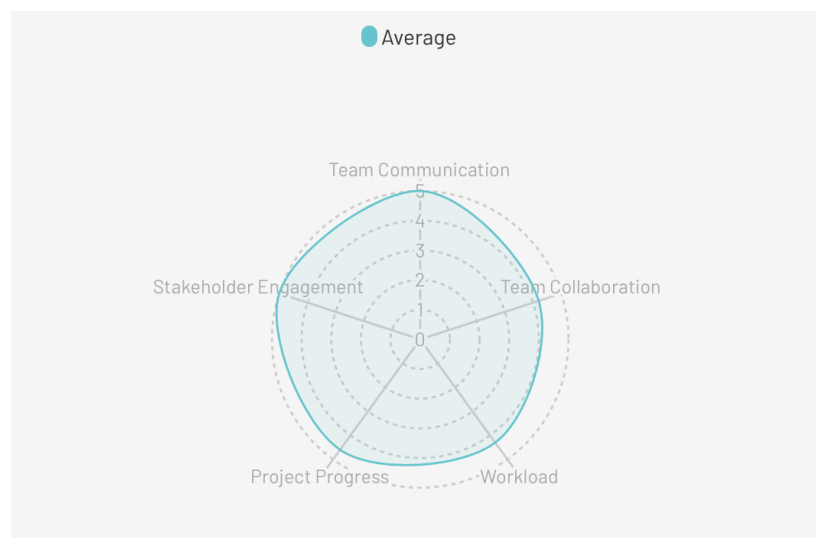 Average
Team Communication
5
4
3
2
Stakeholder Engagement
Team Collaboration
1
0
Project Progress
Workload